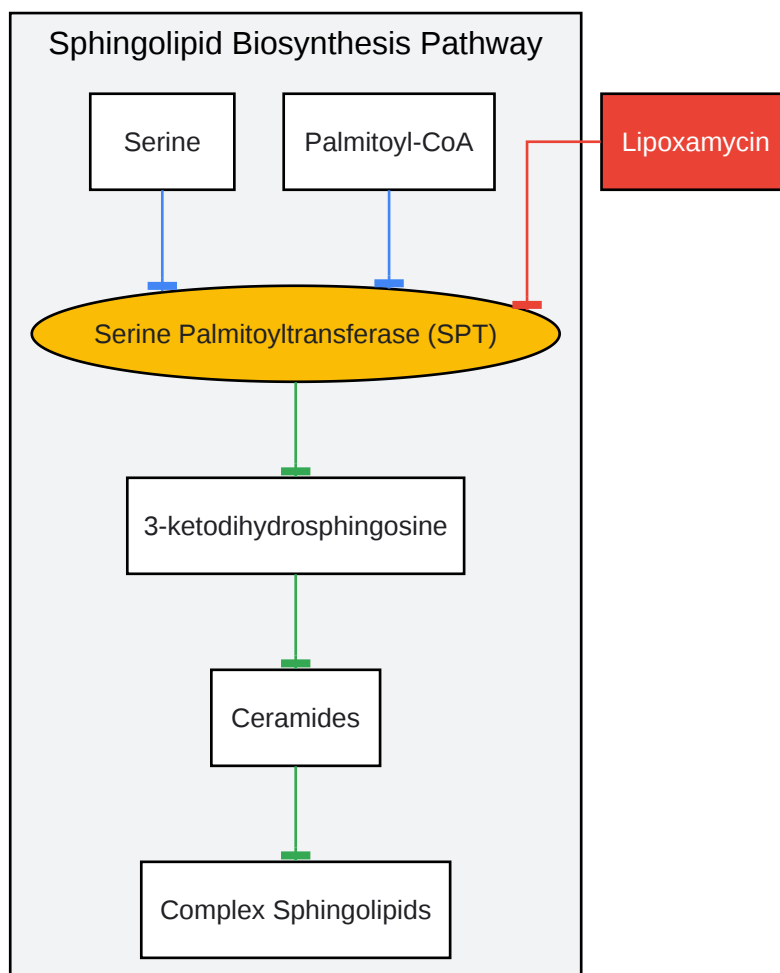 Sphingolipid Biosynthesis Pathway
Serine
Palmitoyl-CoA
Lipoxamycin
Serine Palmitoyltransferase (SPT)
3-ketodihydrosphingosine
Ceramides
Complex Sphingolipids